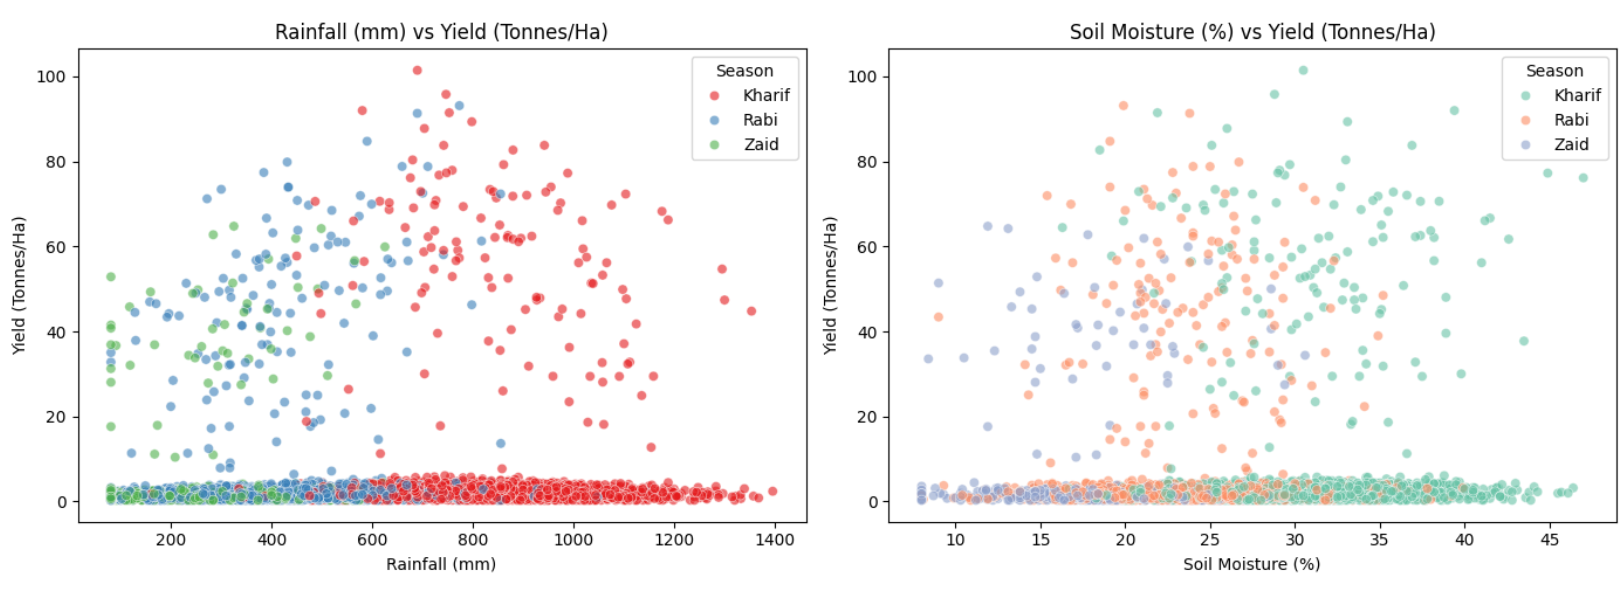 Rainfall (mm) vs Yield (Tonnes/Ha)
Season
Kharif
Rabi
Zaid
100
80
60
40
20
0
Yield (Tonnes/Ha)
200 400 600 800 1000 1200 1400
Rainfall (mm)
Soil Moisture (%) vs Yield (Tonnes/Ha)
Season
Kharif
Rabi
Zaid
100
80
60
40
20
0
Yield (Tonnes/Ha)
10 15 20 25 30 35 40 45
Soil Moisture (%)